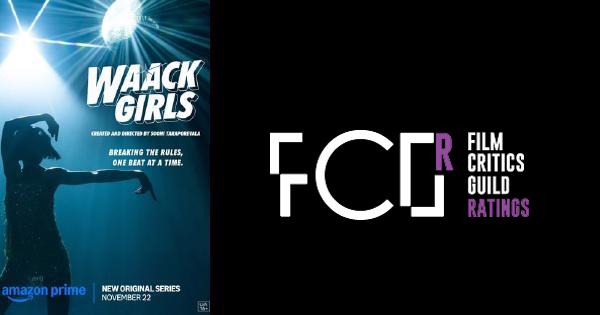 WAACK
GIRLS
CREATED AND DIRECTED BY SOONI TARAPOREVALA
BREAKING THE RULES,
ONE BEAT AT A TIME.
amazon prime
NEW ORIGINAL SERIES
NOVEMBER 22
FCG
R
FILM
CRITICS
GUILD
RATINGS